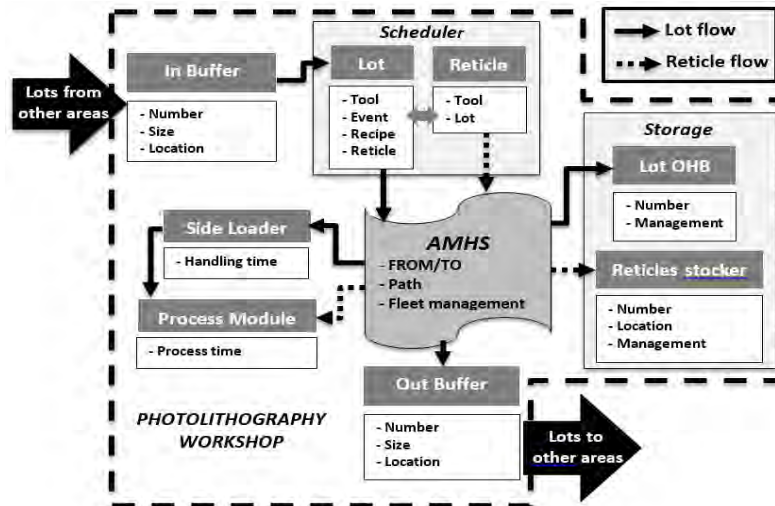 Scheduler
Lot flow
Reticle flow
Lots from
other areas
In Buffer
- Number
- Size
- Location
Lot
- Tool
- Event
- Recipe
- Reticle
Reticle
- Tool
- Lot
Storage
Lot OHB
- Number
- Management
Reticles stocker
- Number
- Location
- Management
AMHS
- FROM/TO
- Path
- Fleet management
Side Loader
- Handling time
Process Module
- Process time
Out Buffer
- Number
- Size
- Location
PHOTOLITHOGRAPHY
WORKSHOP
Lots to
other areas